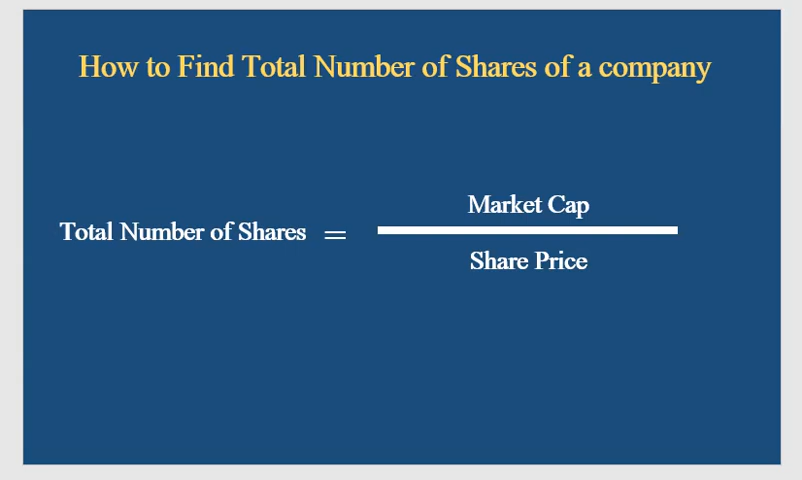 How to Find Total Number of Shares of a company
Market Cap
Total Number of Shares =
Share Price